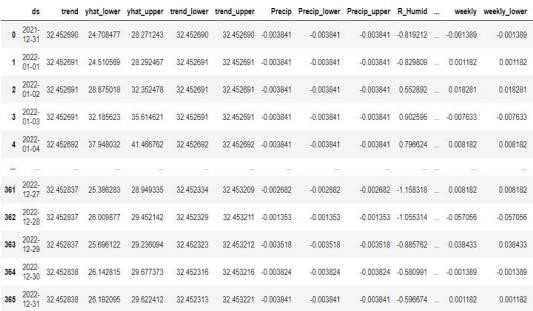 ds trend yhat_lower yhat_upper trend_lower trend_upper Precip Precip_lower Precip_upper R_Humid ... weekly weekly_lower
0 2021-12-31 32.452690 24.708477 28.271243 32.452690 32.452690 -0.003841 -0.003841 -0.003841 -0.819212 ... -0.001389 -0.001389
1 2022-01-01 32.452691 24.510569 28.292467 32.452691 32.452691 -0.003841 -0.003841 -0.003841 -0.829809 ... 0.001182 0.001182
2 2022-01-02 32.452691 28.875018 32.352478 32.452691 32.452691 -0.003841 -0.003841 -0.003841 0.552892 ... 0.018281 0.018281
3 2022-01-03 32.452691 32.185623 35.614621 32.452691 32.452692 -0.003841 -0.003841 -0.003841 0.902595 ... -0.007633 -0.007633
4 2022-01-04 32.452692 37.948032 41.466762 32.452692 32.452692 -0.003841 -0.003841 -0.003841 0.796624 ... 0.008182 0.008182
... ... ... ... ... ... ... ... ... ... ... ... ... ...
361 2022-12-27 32.452837 25.386283 28.949335 32.452334 32.453209 -0.002682 -0.002682 -0.002682 -1.158318 ... 0.008182 0.008182
362 2022-12-28 32.452837 26.009877 29.452142 32.452329 32.453211 -0.001353 -0.001353 -0.001353 -1.055314 ... -0.057056 -0.057056
363 2022-12-29 32.452837 25.696122 29.236094 32.452323 32.453212 -0.003518 -0.003518 -0.003518 -0.885762 ... 0.038433 0.038433
364 2022-12-30 32.452838 26.142815 29.677373 32.452316 32.453216 -0.003824 -0.003824 -0.003824 -0.580991 ... -0.001389 -0.001389
365 2022-12-31 32.452838 26.192095 29.622412 32.452313 32.453221 -0.003841 -0.003841 -0.003841 -0.596674 ... 0.001182 0.001182